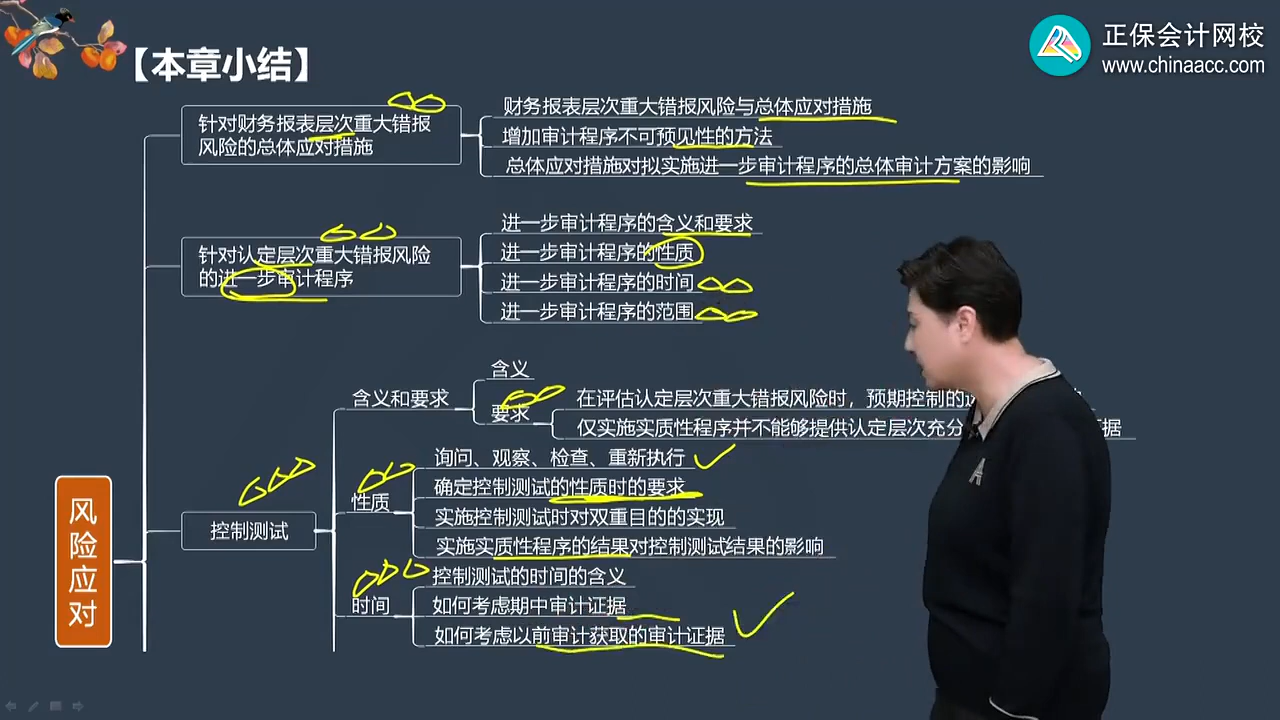 正保会计网校
www.chinaacc.com
【本章小结】
针对财务报表层次重大错报
风险的总体应对措施
财务报表层次重大错报风险与总体应对措施
增加审计程序不可预见性的方法
总体应对措施对拟实施进一步审计程序的总体审计方案的影响
针对认定层次重大错报风险
的进一步审计程序
进一步审计程序的含义和要求
进一步审计程序的性质
进一步审计程序的时间
进一步审计程序的范围
风险应对
控制测试
含义和要求
含义
要求
在评估认定层次重大错报风险时，预期控制的
仅实施实质性程序并不能够提供认定层次充分
据
性质
询问、观察、检查、重新执行
确定控制测试的性质时的要求
实施控制测试时对双重目的的实现
实施实质性程序的结果对控制测试结果的影响
时间
控制测试的时间的含义
如何考虑期中审计证据
如何考虑以前审计获取的审计证据
A